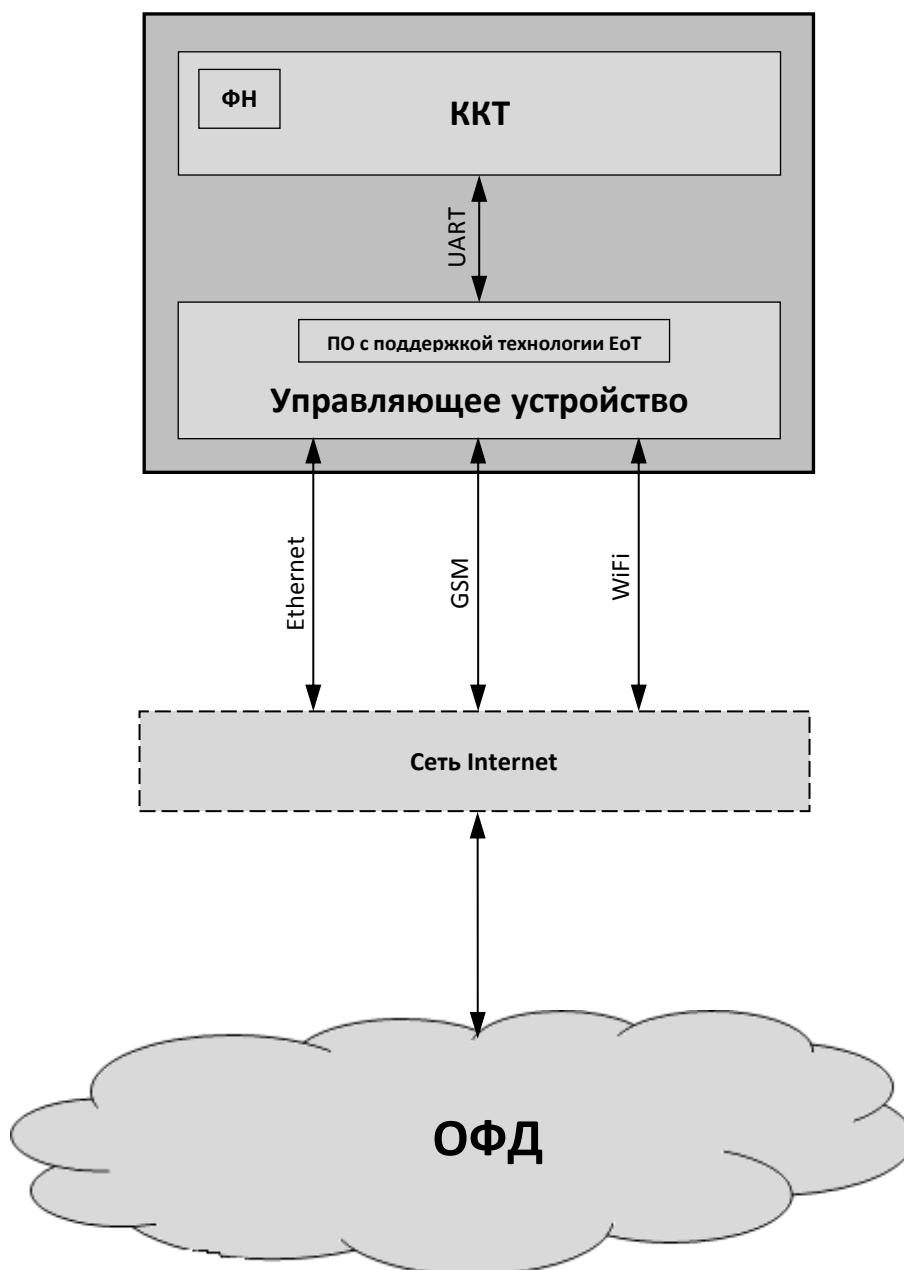 ФН
ККТ
UART
ПО с поддержкой технологии EoT
Управляющее устройство
Ethernet
GSM
WiFi
Сеть Internet
ОФД